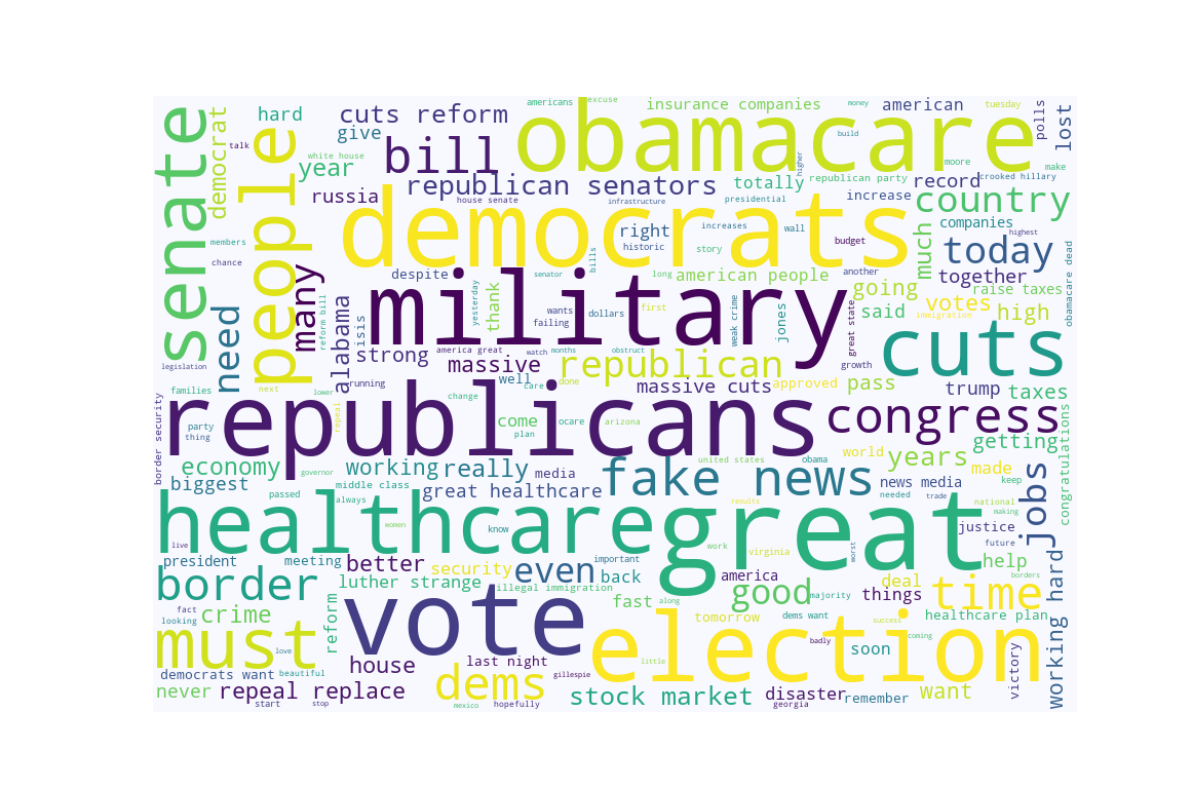 senate
democrat
hard
cuts reform
americans
excuse
insurance companies
money
american
tuesday
polls
lost
talk
people
give
bill
obamacare
build
higher
moore
make
white house
year
republican senators
totally
republican party
crooked hillary
russia
house senate
infrastructure
presidential
increase
record
country
democrats
right
increases
wall
budget
companies
highest
historic
story
much
today
members
chance
many
despite
military
senator
bills
long
american people
another
going
together
raise taxes
obamacare dead
need
alabama
isis
reform bill
yesterday
thank
wants
failing
dollars
first
weak crime
jones
great state
said
votes
immigration
high
legislation
strong
america great
watch
months
obstruct
growth
cuts
massive
republican
families
next
lower
running
well
care
done
massive cuts
approved
pass
trump
taxes
border security
party
thing
republicans
repeal
change
come
ocare
arizona
plan
congress
congratulations
economy
governor
working
really
media
united states
obama
world
years
getting
biggest
middle class
great healthcare
fake news
news media
made
keep
passed
always
needed
trade
national
jobs
healthcare
women
know
great
results
making
justice
live
work
virginia
worst
future
president
meeting
better
important
border
luther strange
security
even
back
america
deal
help
illegal immigration
good
things
borders
time
working hard
fact
looking
crime
reform
vote
fast
along
majority
tomorrow
dems want
success
healthcare plan
must
love
election
badly
coming
soon
house
last night
little
democrats want
beautiful
dems
gillespie
victory
never
repeal replace
stock market
disaster
remember
want
start
stop
mexico
hopefully
georgia